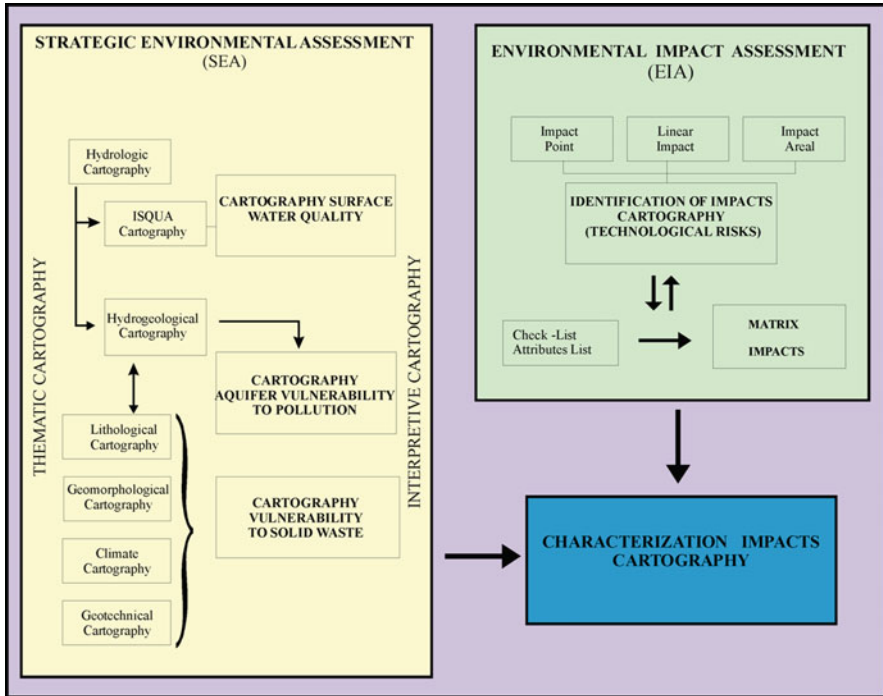 STRATEGIC ENVIRONMENTAL ASSESSMENT
(SEA)
THEMATIC CARTOGRAPHY
Hydrologic
Cartography
ISQUA
Cartography
CARTOGRAPHY SURFACE
WATER QUALITY
Hydrogeological
Cartography
CARTOGRAPHY
AQUIFER VULNERABILITY
TO POLLUTION
Lithological
Cartography
Geomorphological
Cartography
CARTOGRAPHY
VULNERABILITY
TO SOLID WASTE
Climate
Cartography
Geotechnical
Cartography
INTERPRETIVE CARTOGRAPHY
ENVIRONMENTAL IMPACT ASSESSMENT
(EIA)
Impact
Point
Linear
Impact
Impact
Areal
IDENTIFICATION OF IMPACTS
CARTOGRAPHY
(TECHNOLOGICAL RISKS)
Check -List
Attributes List
MATRIX
IMPACTS
CHARACTERIZATION IMPACTS
CARTOGRAPHY